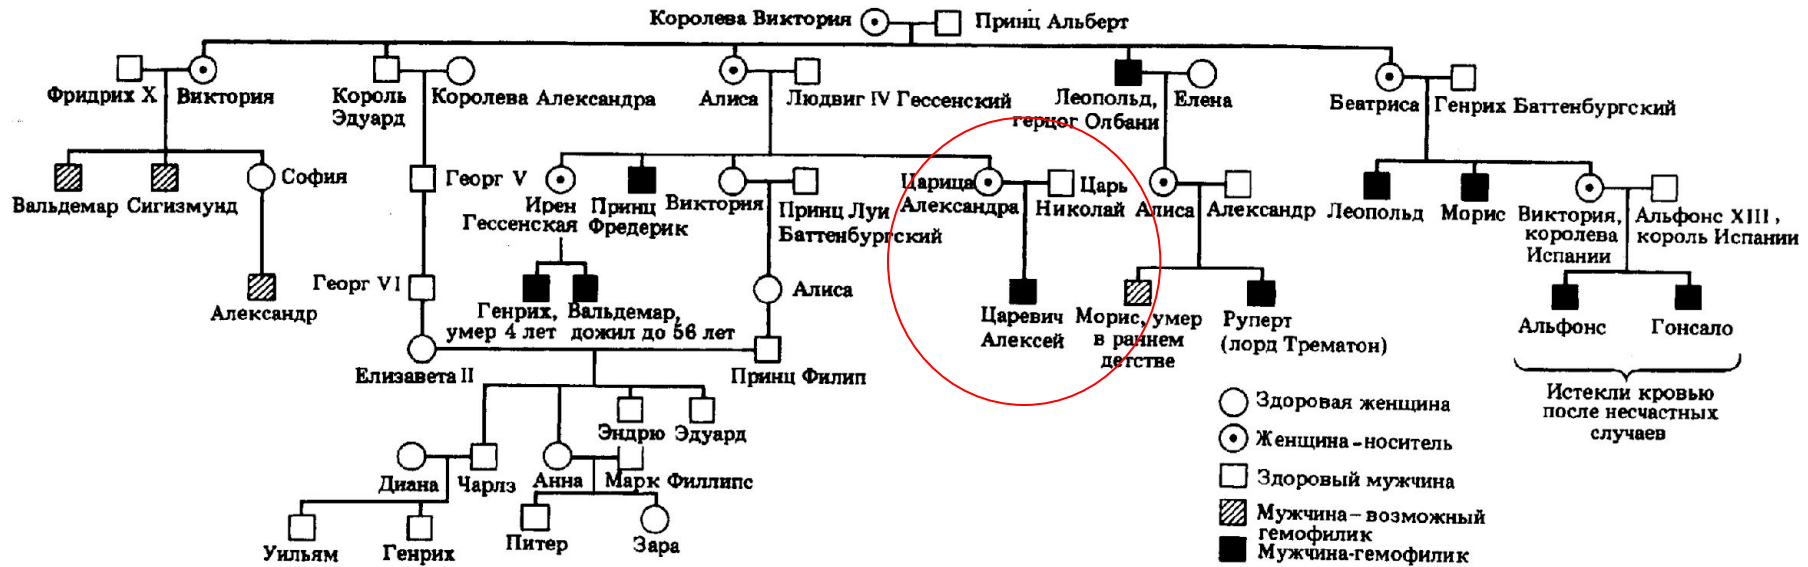 Королева Виктория
Принц Альберт
Фридрих X
Виктория
Король
Эдуард
Королева Александра
Алиса
Людвиг IV Гессенский
Леопольд,
герцог Олбани
Елена
Беатриса
Генрих Баттенбургский
Вальдемар
Сигизмунд
София
Георг V
Ирен
Гессенская
Принц
Фредерик
Виктория
Принц Луи
Баттенбургский
Царица
Александра
Царь
Николай
Алиса
Александр
Леопольд
Морис
Виктория,
королева
Испании
Альфонс XIII,
король Испании
Александр
Георг VI
Генрих,
умер 4 лет
Вальдемар,
дожил до 56 лет
Алиса
Царевич
Алексей
Морис, умер
в раннем
детстве
Руперт
(лорд Трематон)
Альфонс
Гонсало
Истекли кровью
после несчастных
случаев
Елизавета II
Принц Филип
Эндрю
Эдуард
Диана
Чарлз
Анна
Марк Филлипс
Уильям
Генрих
Питер
Зара
Здоровая женщина
Женщина-носитель
Здоровый мужчина
Мужчина-возможный
гемофилик
Мужчина-гемофилик